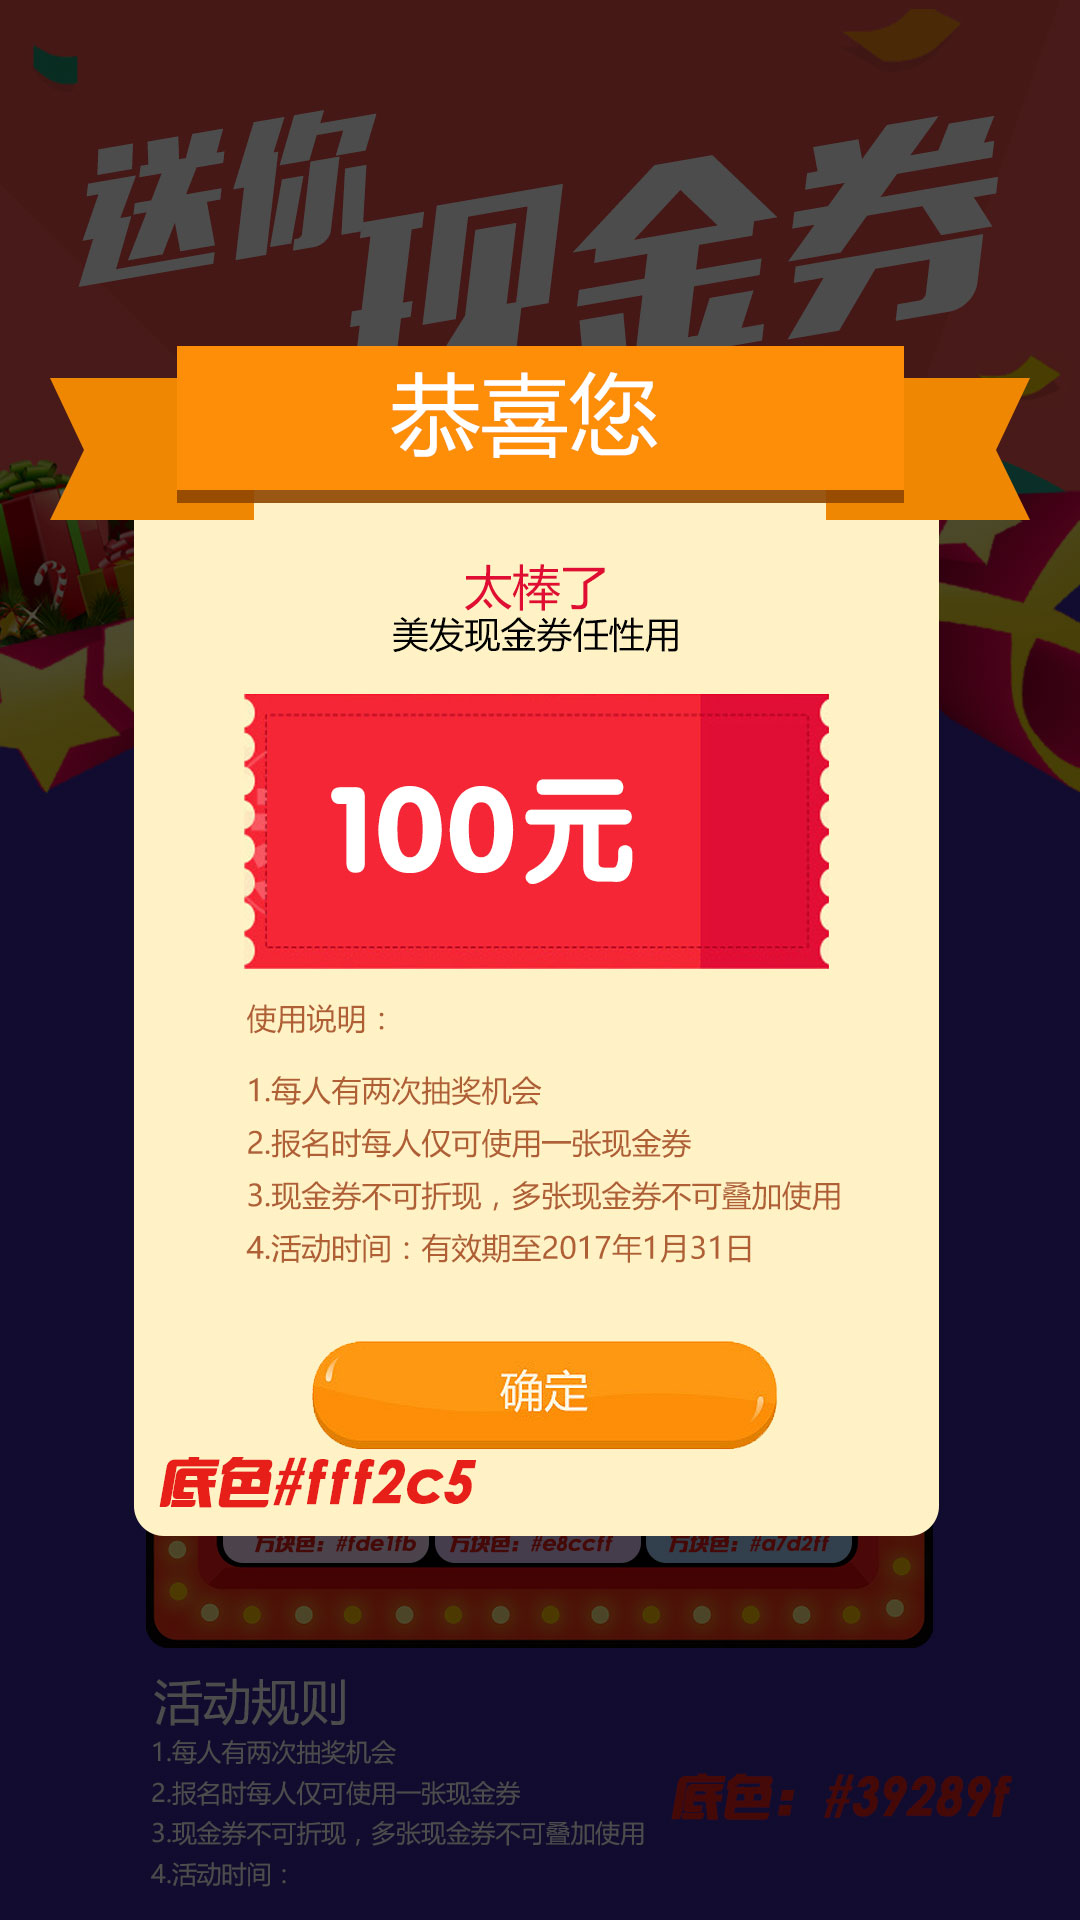 送你
现金券
恭喜您
太棒了
美发现金券任性用
100元
使用说明：
1.每人有两次抽奖机会
2.报名时每人仅可使用一张现金券
3.现金券不可折现，多张现金券不可叠加使用
4.活动时间：有效期至2017年1月31日
确定
底色#fff2c5
方块色：#fde1fb
方块色：#e8ccff
方块色：#a7d2ff
活动规则
1.每人有两次抽奖机会
2.报名时每人仅可使用一张现金券
底色：#39289f
3.现金券不可折现，多张现金券不可叠加使用
4.活动时间：